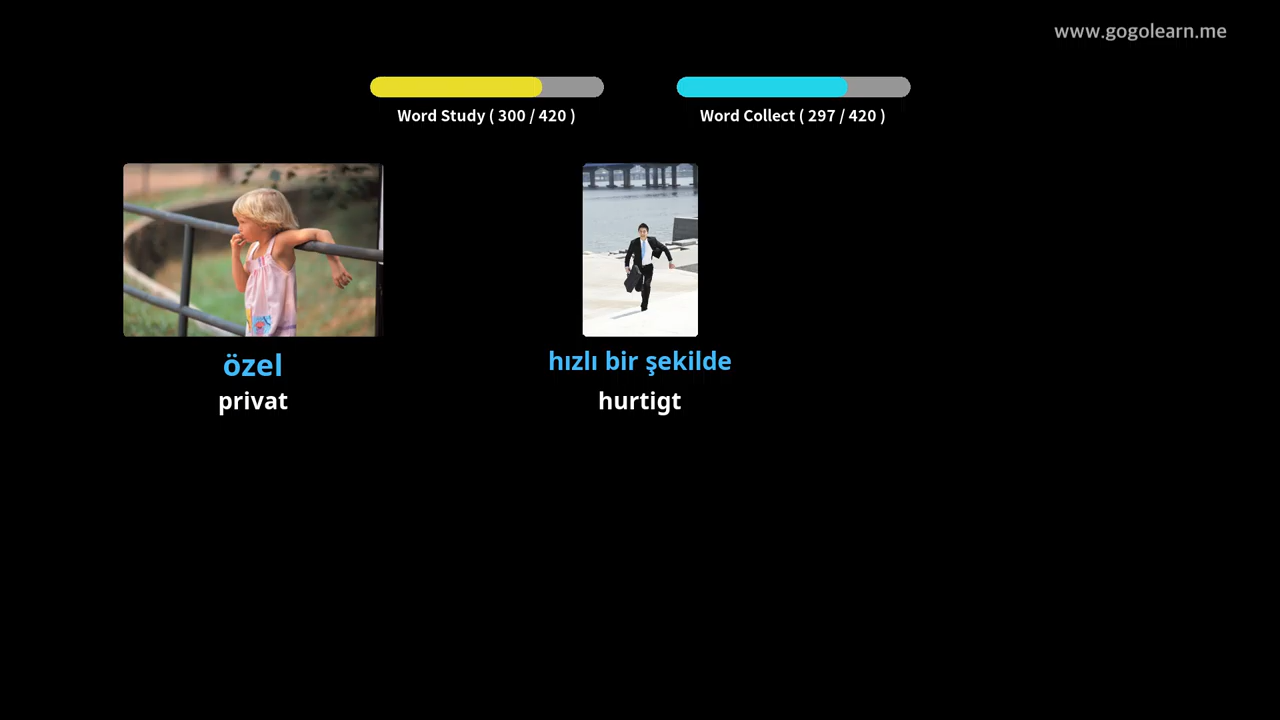 www.gogolearn.me
Word Study ( 300 / 420 )
Word Collect ( 297 / 420 )
özel
privat
hızlı bir şekilde
hurtigt